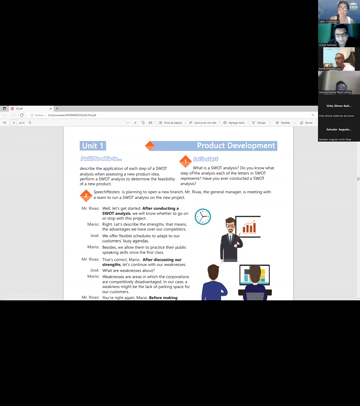 Unit 1
Product Development
I will be able to...
describe the application of each step of a SWOT
analysis when assessing a new product idea,
perform a SWOT analysis to determine the feasibility
of a new product.
1
Let's start!
What is a SWOT analysis? Do you know what
step of the analysis each of the letters in SWOT
represents? Have you ever conducted a SWOT
analysis?
2
SpeechMasters is planning to open a new branch. Mr. Rivas, the general manager, is meeting with
a team to run a SWOT analysis on the new project.
Mr. Rivas: Well, let's get started. After conducting a
SWOT analysis, we will know whether to go on
or stop with this project.
Mario: Right. Let's describe the strengths, that means,
the advantages we have over our competitors.
José: We offer flexible schedules to adapt to our
customers' busy agendas.
Mario: Besides, we allow them to practice their public
speaking skills since the first class.
Mr. Rivas: That's correct, Mario. After discussing our
strengths, let's continue with our weaknesses.
José: What are weaknesses about?
Mario: Weaknesses are areas in which the corporations
are competitively disadvantaged. In our case, a
weakness might be the lack of parking space for
our customers.
Mr. Rivas: You're right again, Mario. Before making